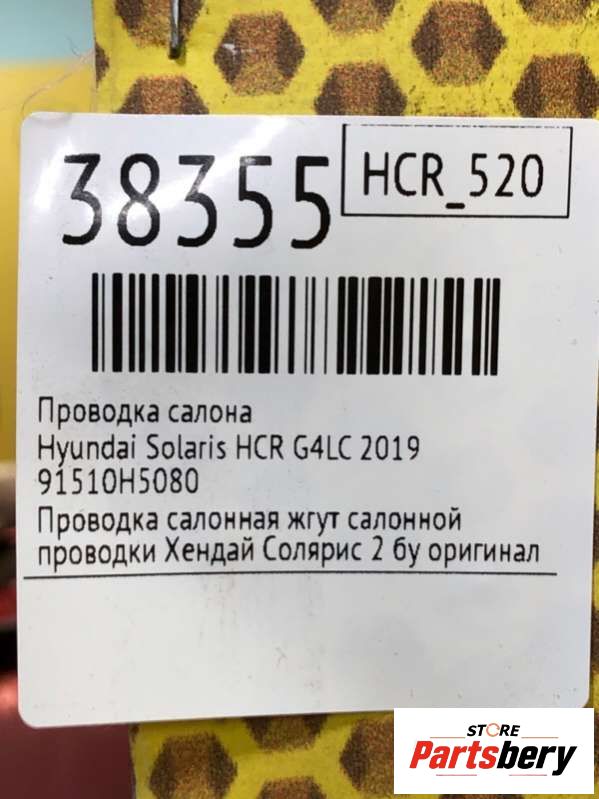 38355
HCR_520
Проводка салона
Hyundai Solaris HCR G4LC 2019
91510H5080
Проводка салонная жгут салонной
проводки Хендай Солярис 2 бу оригинал
STORE
Partsbery